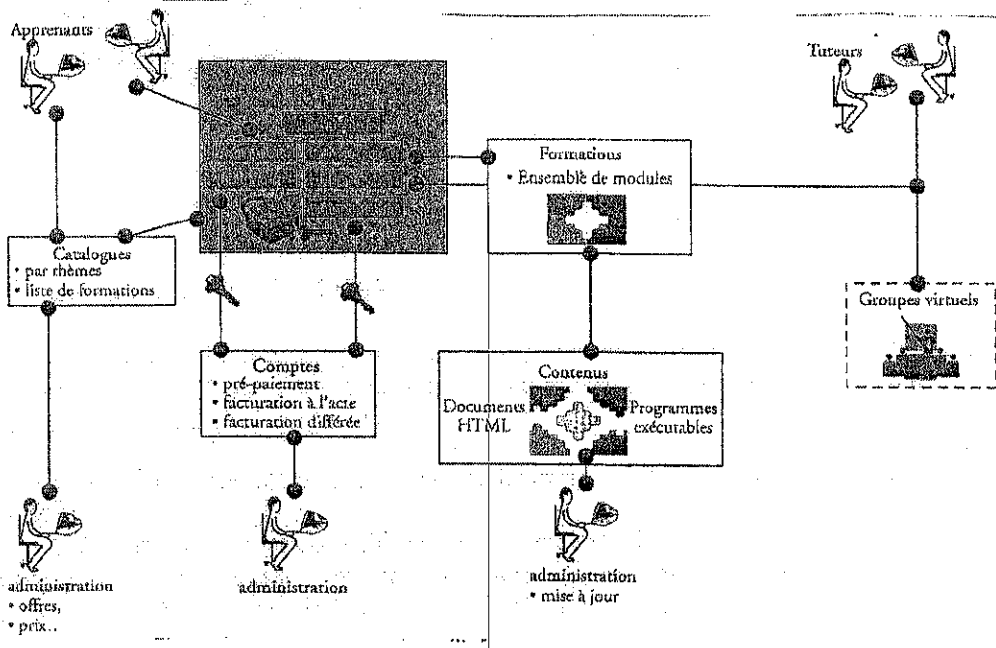 Apprenants
Tuteurs
Formations
• Ensemble de modules
Catalogues
• par thèmes
• liste de formations
Groupes virtuels
Comptes
• pré-paiement
• facturation à l'acte
• facturation différée
Contenus
Documents HTML
Programmes exécutables
administration
• offres,
• prix..
administration
administration
• mise à jour